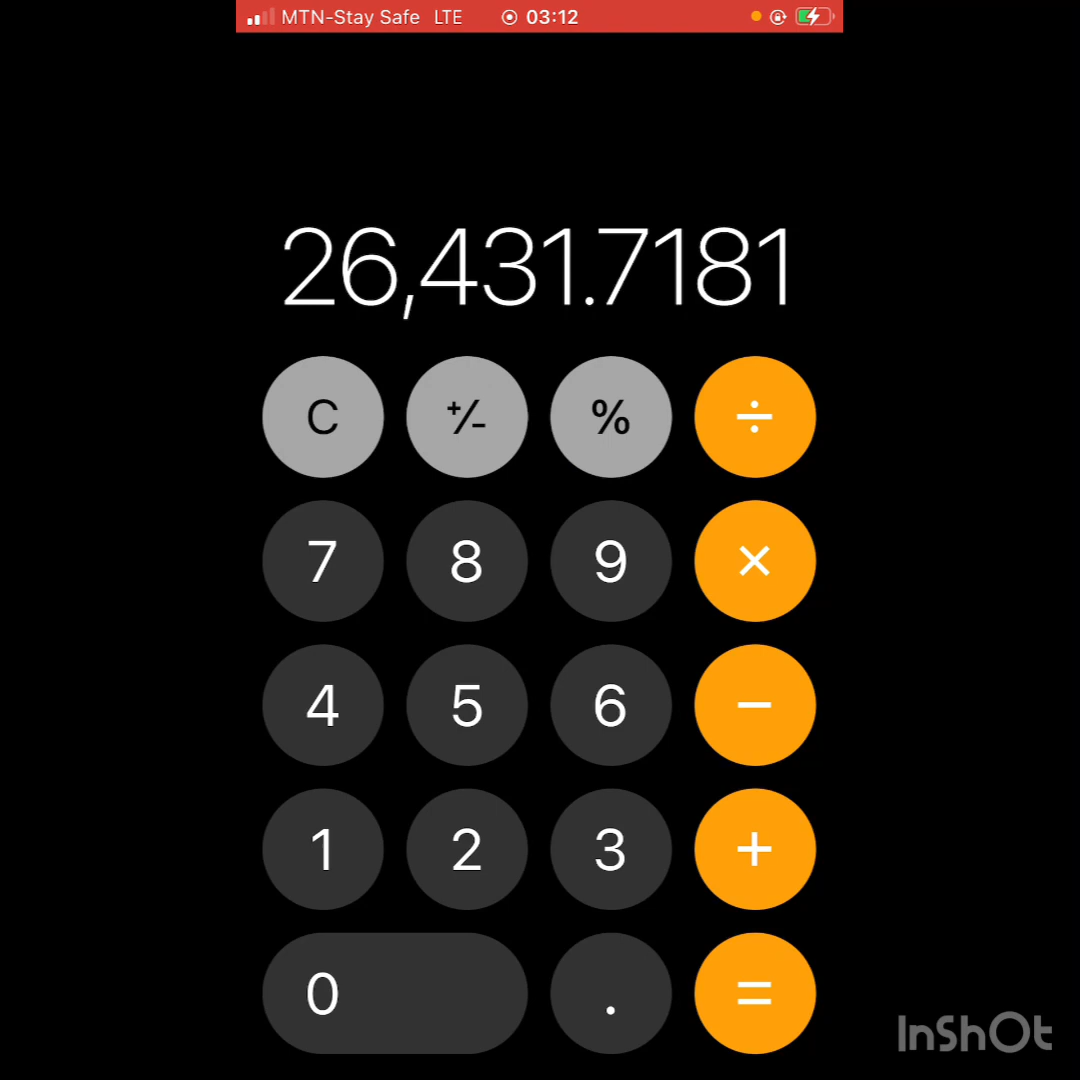 MTN-Stay Safe LTE 03:12
26,431.7181
C +/- % ÷
7 8 9 ×
4 5 6 −
1 2 3 +
0 . =
InShOt